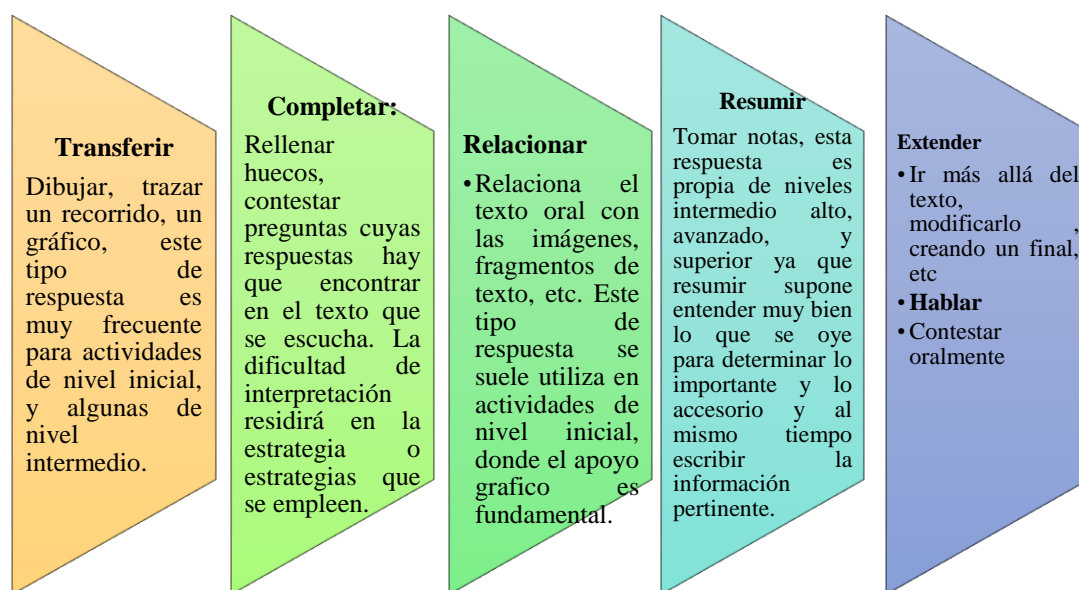 Transferir
Dibujar, trazar
un recorrido, un
gráfico, este
tipo de
respuesta es
muy frecuente
para actividades
de nivel inicial,
y algunas de
nivel
intermedio.
Completar:
Rellenar
huecos,
contestar
preguntas cuyas
respuestas hay
que encontrar
en el texto que
se escucha. La
dificultad de
interpretación
residirá en la
estrategia o
estrategias que
se empleen.
Relacionar
•Relaciona el
texto oral con
las imágenes,
fragmentos de
texto, etc. Este
tipo de
respuesta se
suele utiliza en
actividades de
nivel inicial,
donde el apoyo
grafico es
fundamental.
Resumir
Tomar notas, esta
respuesta es
propia de niveles
intermedio alto,
avanzado, y
superior ya que
resumir supone
entender muy bien
lo que se oye
para determinar lo
importante y lo
accesorio y al
mismo tiempo
escribir la
información
pertinente.
Extender
•Ir más allá del
texto,
modificarlo ,
creando un final,
etc
•Hablar
•Contestar
oralmente